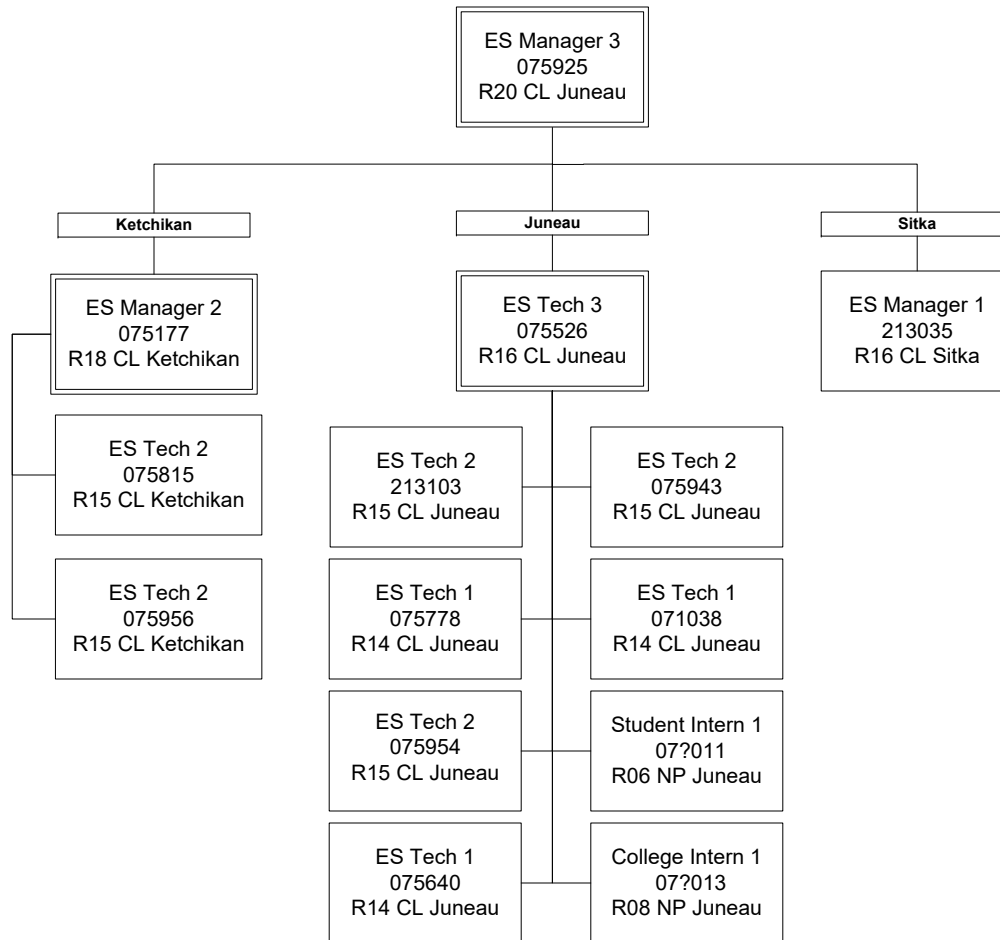 ES Manager 3
075925
R20 CL Juneau
Ketchikan
Juneau
Sitka
ES Manager 2
075177
R18 CL Ketchikan
ES Tech 3
075526
R16 CL Juneau
ES Manager 1
213035
R16 CL Sitka
ES Tech 2
075815
R15 CL Ketchikan
ES Tech 2
075956
R15 CL Ketchikan
ES Tech 2
213103
R15 CL Juneau
ES Tech 2
075943
R15 CL Juneau
ES Tech 1
075778
R14 CL Juneau
ES Tech 1
071038
R14 CL Juneau
ES Tech 2
075954
R15 CL Juneau
Student Intern 1
07?011
R06 NP Juneau
ES Tech 1
075640
R14 CL Juneau
College Intern 1
07?013
R08 NP Juneau